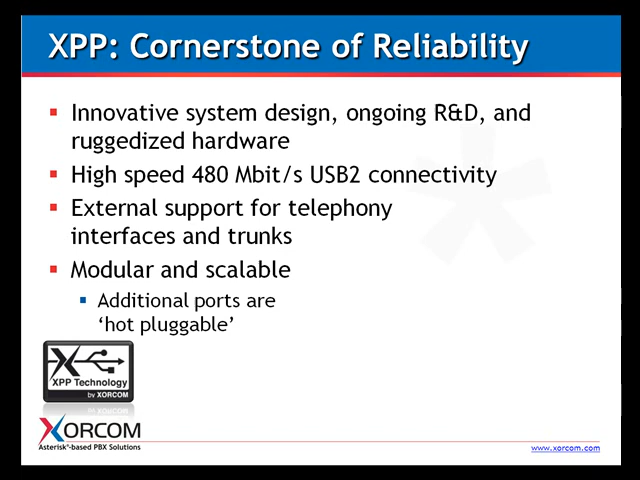 XPP: Cornerstone of Reliability
Innovative system design, ongoing R&D, and
ruggedized hardware
High speed 480 Mbit/s USB2 connectivity
External support for telephony
interfaces and trunks
Modular and scalable
Additional ports are
‘hot pluggable’
XPP Technology
by XORCOM
XORCOM
Asterisk®-based PBX Solutions
www.xorcom.com